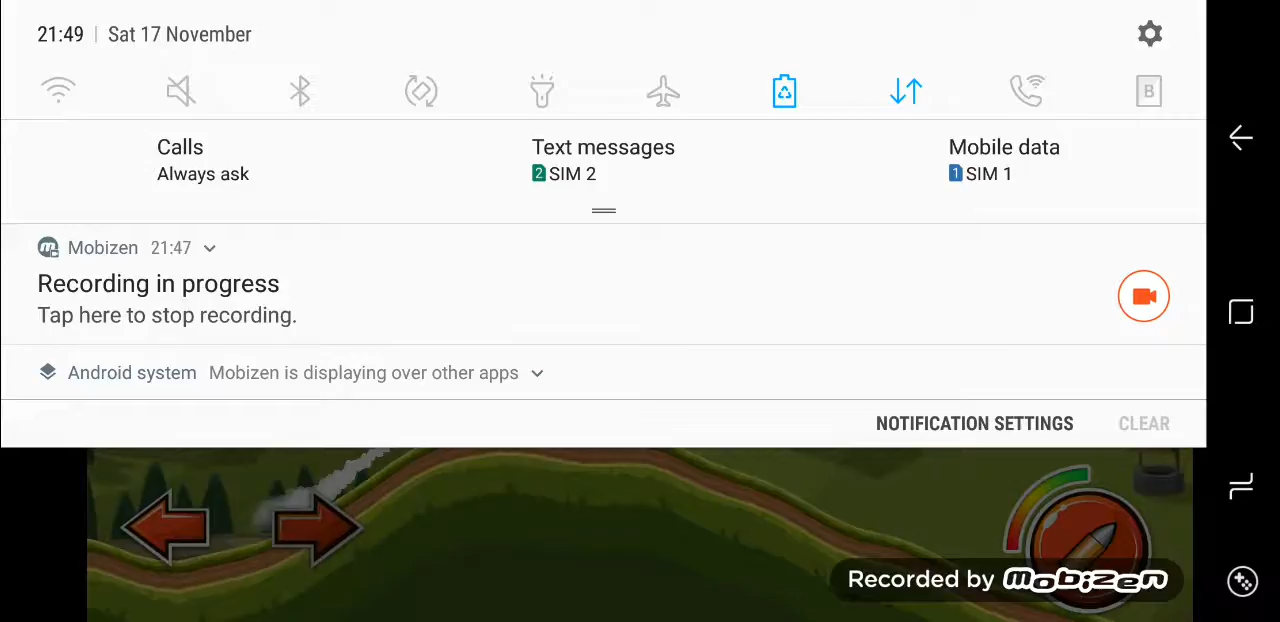 21:49 | Sat 17 November
B
Calls
Always ask
Text messages
2 SIM 2
Mobile data
1 SIM 1
Mobizen 21:47
Recording in progress
Tap here to stop recording.
Android system Mobizen is displaying over other apps
NOTIFICATION SETTINGS CLEAR
Recorded by mobizen